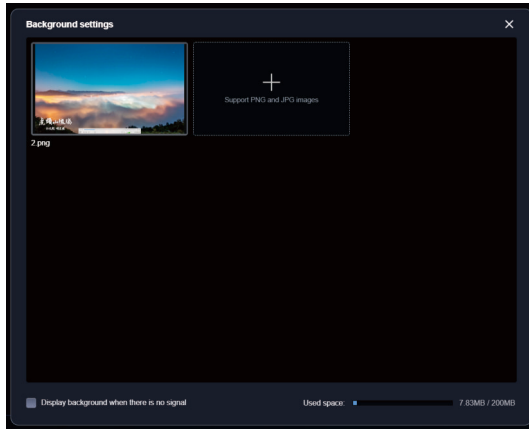 Background settings
Support PNG and JPG images
2.png
Display background when there is no signal
Used space:
7.83MB / 200MB